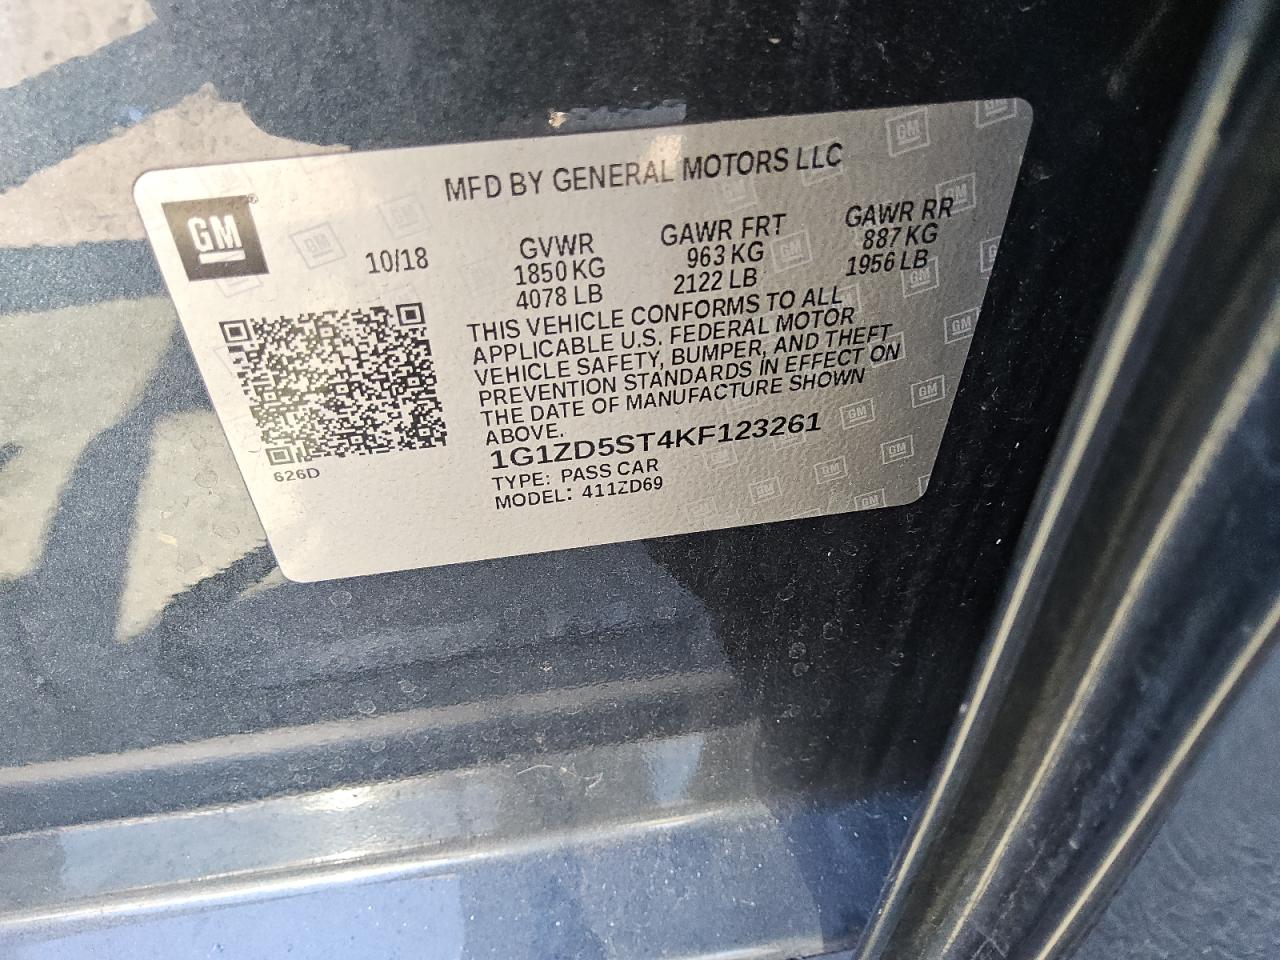 MFD BY GENERAL MOTORS LLC
GM
10/18
GVWR
1850 KG
4078 LB
GAWR FRT
963 KG
2122 LB
GAWR RR
887 KG
1956 LB
THIS VEHICLE CONFORMS TO ALL
APPLICABLE U.S. FEDERAL MOTOR
VEHICLE SAFETY, BUMPER, AND THEFT
PREVENTION STANDARDS IN EFFECT ON
THE DATE OF MANUFACTURE SHOWN
ABOVE.
1G1ZD5ST4KF123261
TYPE: PASS CAR
MODEL: 411ZD69
626D